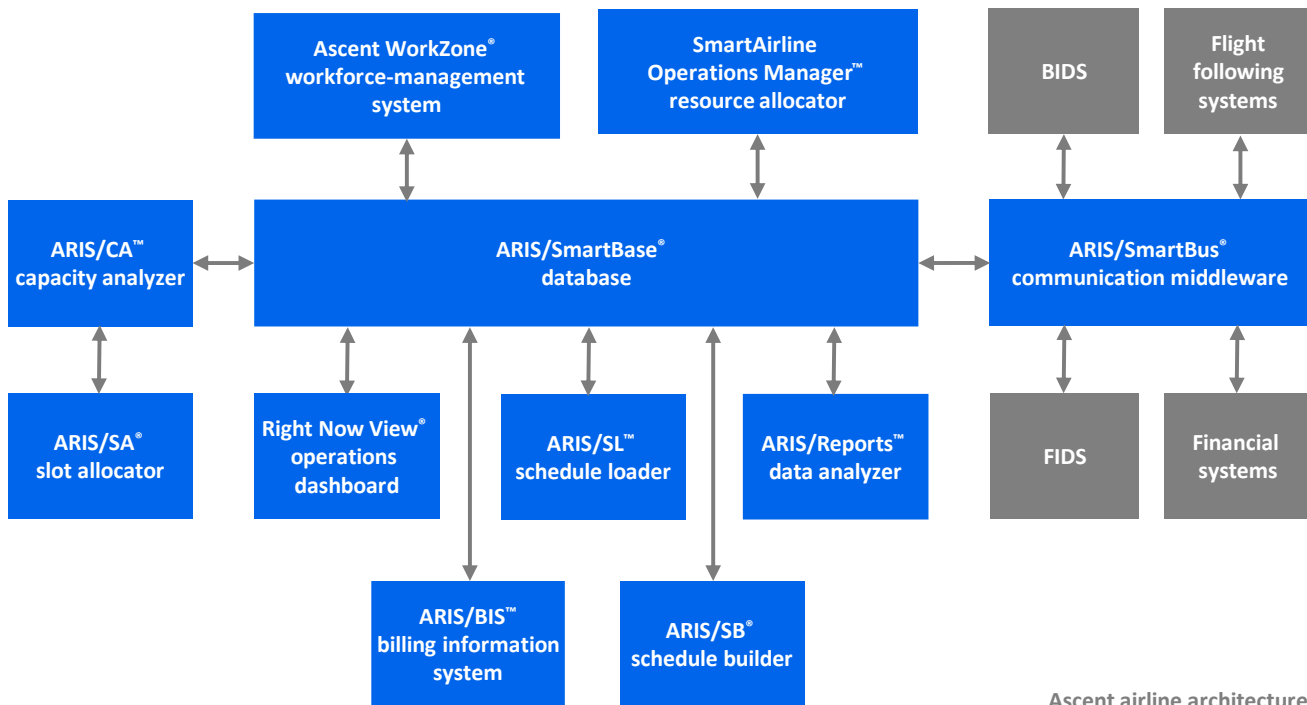 Ascent WorkZone®
workforce-management
system
SmartAirline
Operations Manager™
resource allocator
BIDS
Flight
following
systems
ARIS/CA™
capacity analyzer
ARIS/SmartBase®
database
ARIS/SmartBus®
communication middleware
ARIS/SA®
slot allocator
Right Now View®
operations
dashboard
ARIS/SL™
schedule loader
ARIS/Reports™
data analyzer
FIDS
Financial
systems
ARIS/BIS™
billing information
system
ARIS/SB®
schedule builder
Ascent airline architecture